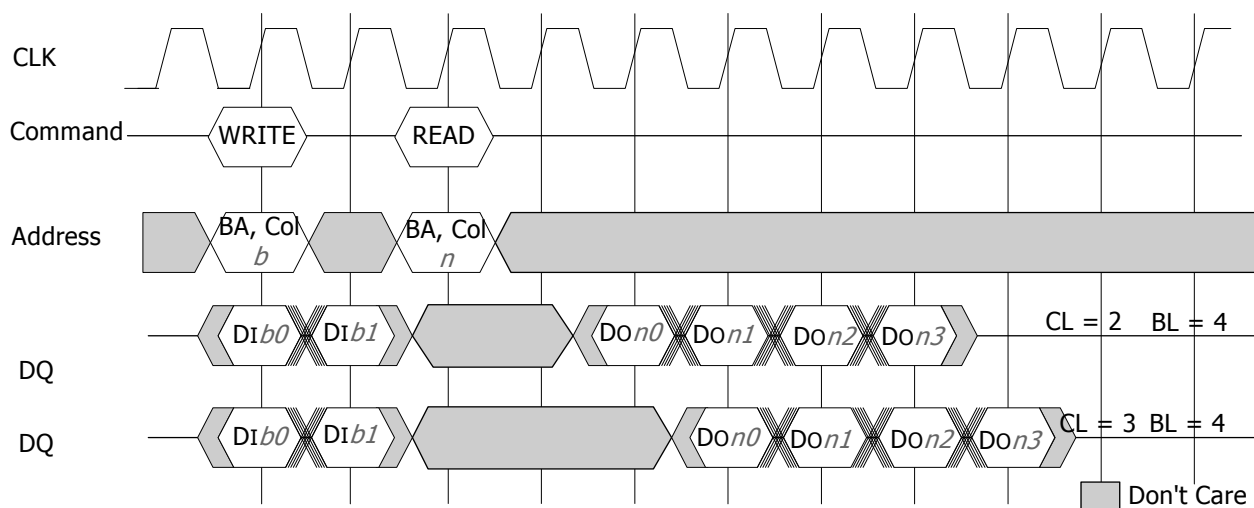 CLK
Command WRITE READ
Address BA, Col b BA, Col n
DQ DIb0 DIb1 DOn0 DOn1 DOn2 DOn3 CL = 2 BL = 4
DQ DIb0 DIb1 DOn0 DOn1 DOn2 DOn3 CL = 3 BL = 4
Don't Care